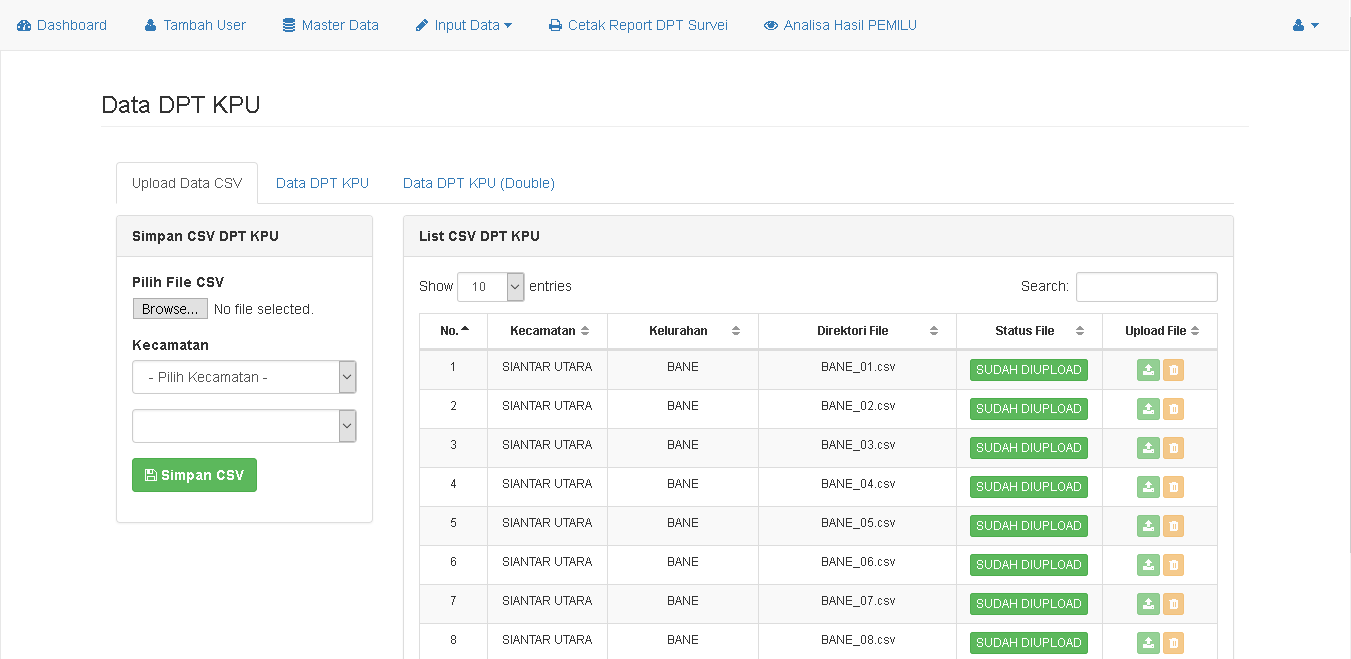 Dashboard Tambah User Master Data Input Data Cetak Report DPT Survei Analisa Hasil PEMILU
Data DPT KPU
Upload Data CSV Data DPT KPU Data DPT KPU (Double)
Simpan CSV DPT KPU
Pilih File CSV
Browse... No file selected.
Kecamatan
- Pilih Kecamatan -
Simpan CSV
List CSV DPT KPU
Show 10 entries Search:
No. Kecamatan Kelurahan Direktori File Status File Upload File
1 SIANTAR UTARA BANE BANE_01.csv SUDAH DIUPLOAD
2 SIANTAR UTARA BANE BANE_02.csv SUDAH DIUPLOAD
3 SIANTAR UTARA BANE BANE_03.csv SUDAH DIUPLOAD
4 SIANTAR UTARA BANE BANE_04.csv SUDAH DIUPLOAD
5 SIANTAR UTARA BANE BANE_05.csv SUDAH DIUPLOAD
6 SIANTAR UTARA BANE BANE_06.csv SUDAH DIUPLOAD
7 SIANTAR UTARA BANE BANE_07.csv SUDAH DIUPLOAD
8 SIANTAR UTARA BANE BANE_08.csv SUDAH DIUPLOAD